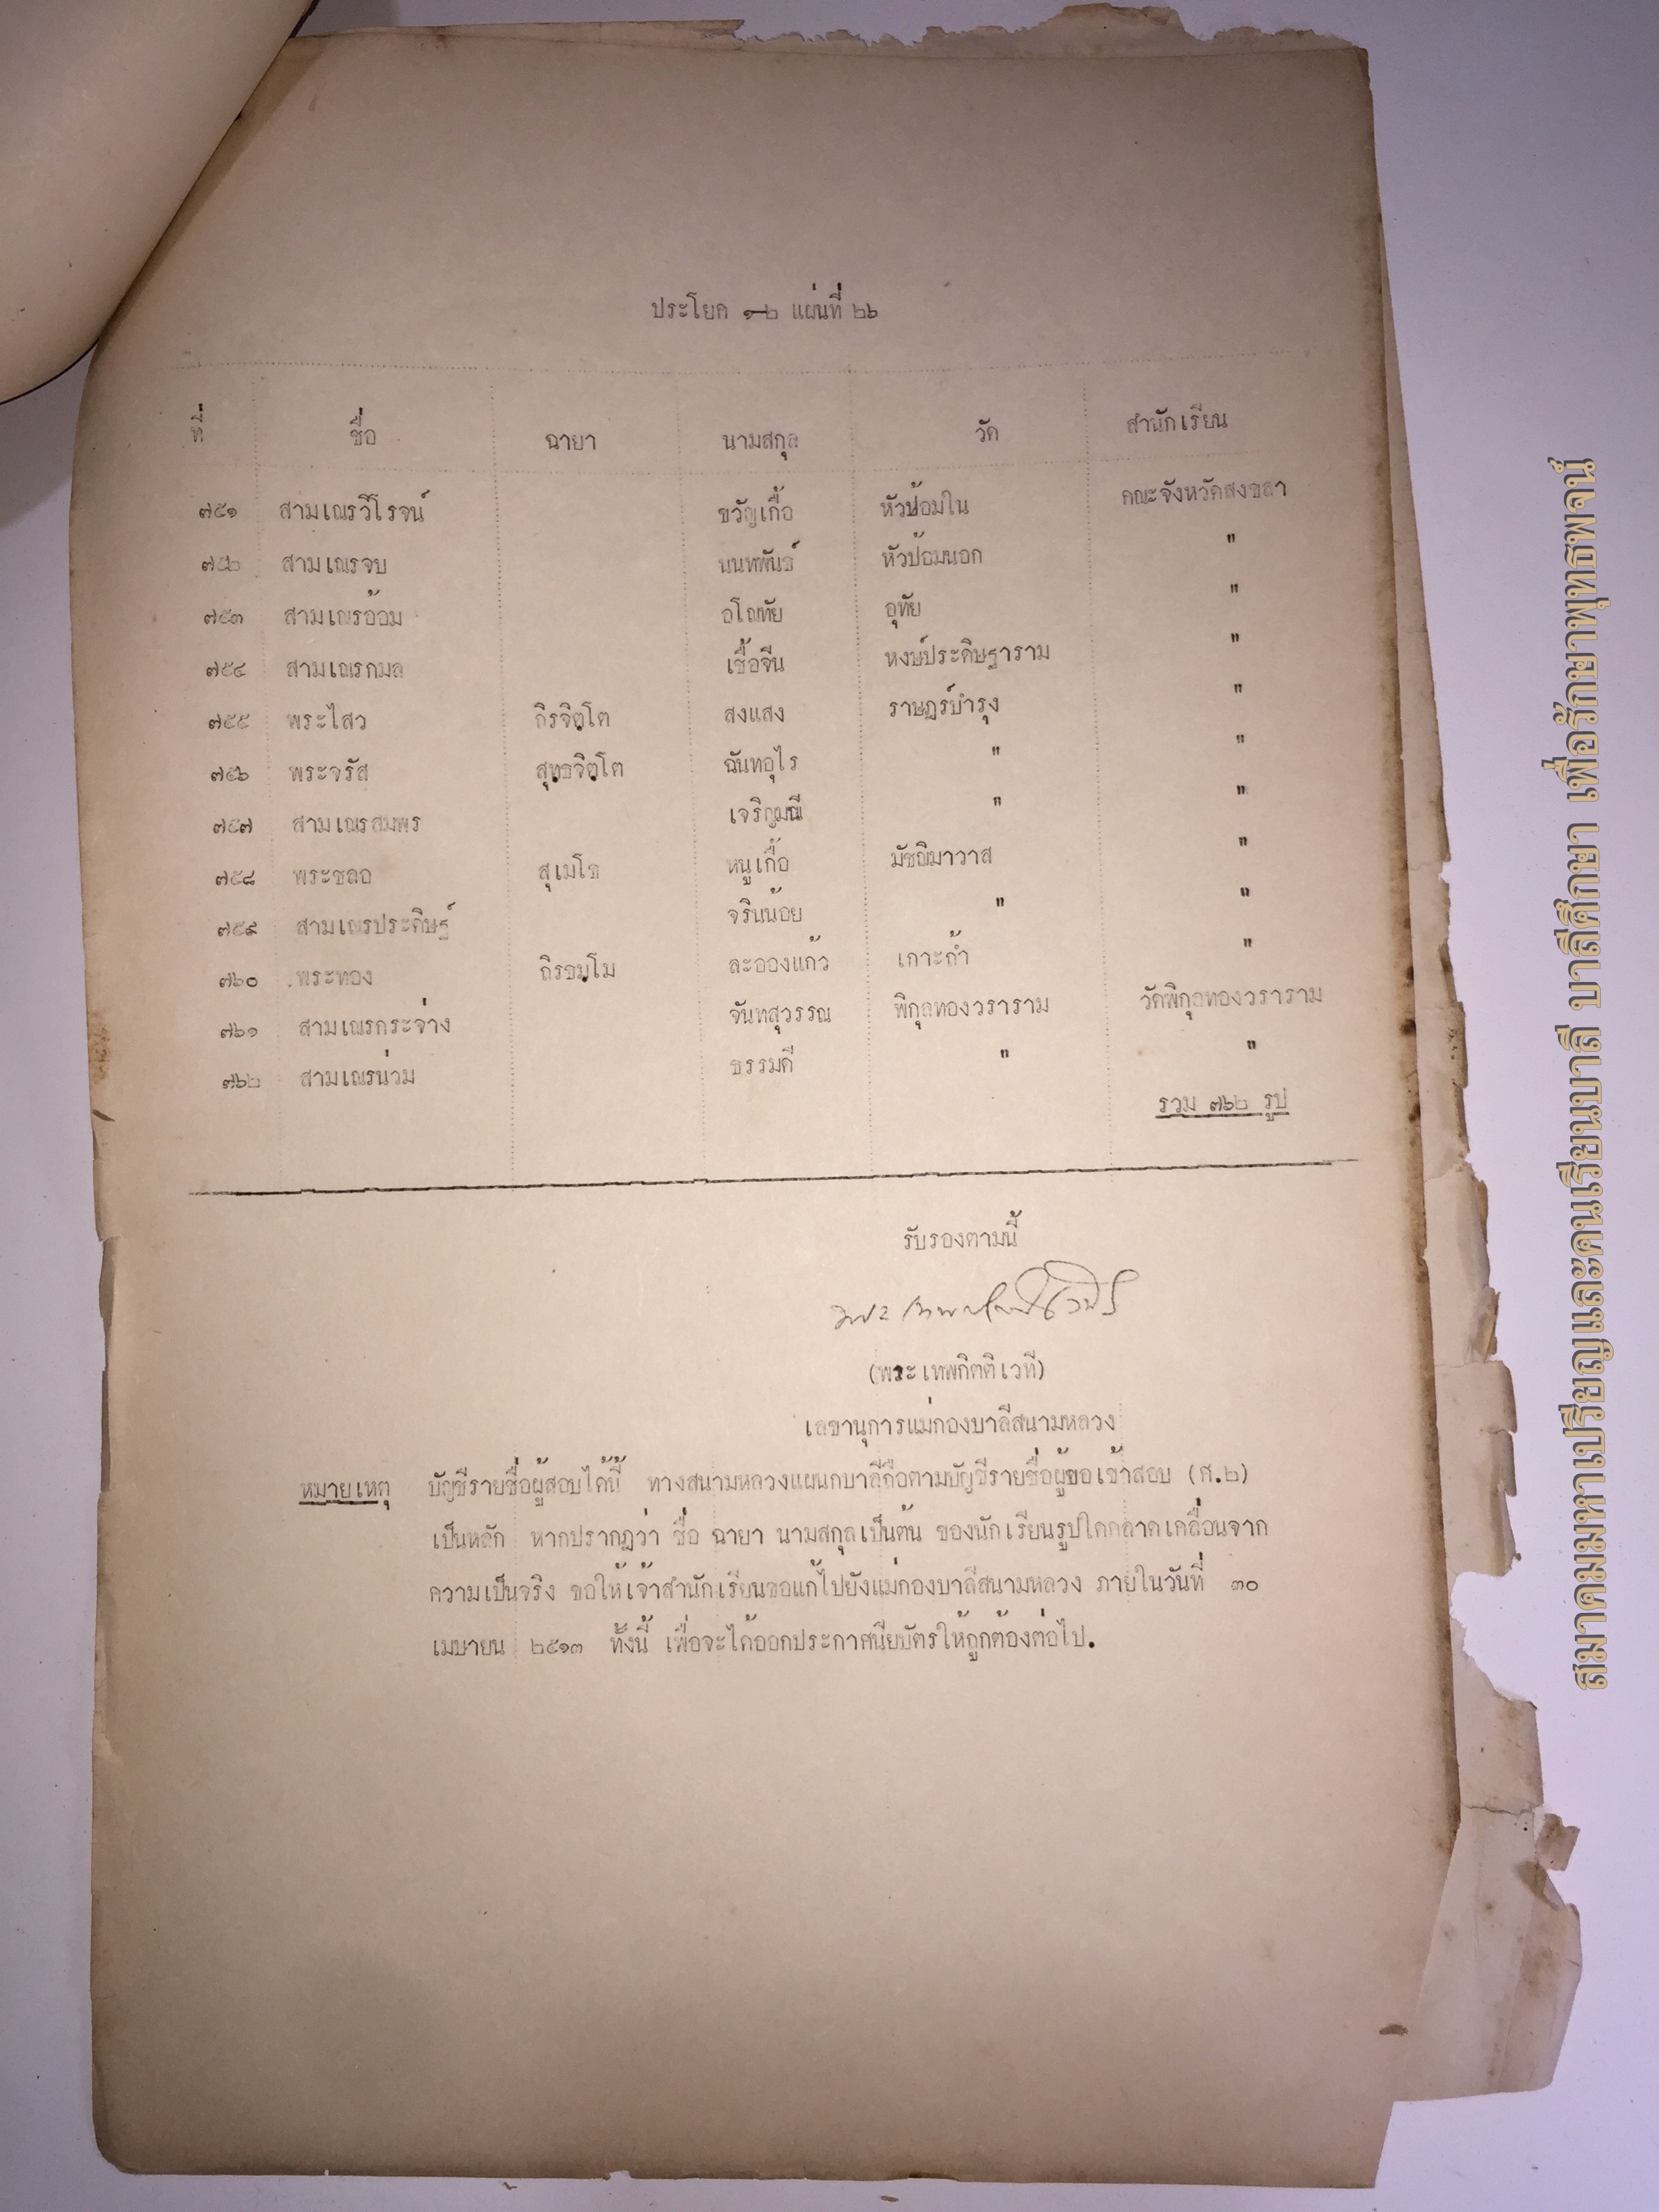 ประโยค ๑-๒ แผ่นที่ ๒๖
ที่ ชื่อ ฉายา นามสกุล วัด สำนักเรียน
๗๕๑ สามเณรวิโรจน์ ขวัญเกื้อ หัวป้อมใน คณะจังหวัดสงขลา
๗๕๒ สามเณรจบ นนทพันธ์ หัวป้อมนอก "
๗๕๓ สามเณรอ้อม อโณทัย อุทัย "
๗๕๔ สามเณรกมล เชื้อจีน หงษ์ประดิษฐาราม "
๗๕๕ พระไสว ถิรจิตฺโต สงแสง ราษฎร์บำรุง "
๗๕๖ พระจรัส สุทฺธจิตฺโต ฉันทอุไร " "
๗๕๗ สามเณรสมพร เจริญมณี " "
๗๕๘ พระชลอ สุเมโธ หนูเกื้อ มัชฌิมาวาส "
๗๕๙ สามเณรประดิษฐ์ จรินน้อย " "
๗๖๐ พระทอง ถิรธมฺโม ละอองแก้ว เกาะถ้ำ "
๗๖๑ สามเณรกระจ่าง จันทสุวรรณ พิกุลทองวราราม วัดพิกุลทองวราราม
๗๖๒ สามเณรน่วม ธรรมดี " "
รวม ๗๖๒ รูป
รับรองตามนี้
(พระเทพกิตติเวที)
เลขานุการแม่กองบาลีสนามหลวง
หมายเหตุ บัญชีรายชื่อผู้สอบได้นี้ ทางสนามหลวงแผนกบาลีถือตามบัญชีรายชื่อผู้ขอเข้าสอบ (ศ.๒)
เป็นหลัก หากปรากฏว่า ชื่อ ฉายา นามสกุลเป็นต้น ของนักเรียนรูปใดคลาดเคลื่อนจาก
ความเป็นจริง ขอให้เจ้าสำนักเรียนขอแก้ไปยังแม่กองบาลีสนามหลวง ภายในวันที่ ๓๐
เมษายน ๒๕๑๓ ทั้งนี้ เพื่อจะได้ออกประกาศนียบัตรให้ถูกต้องต่อไป.
สมาคมมหาเปรียญและคนเรียนบาลี บาลีศึกษา เพื่อรักษาพุทธิพจน์